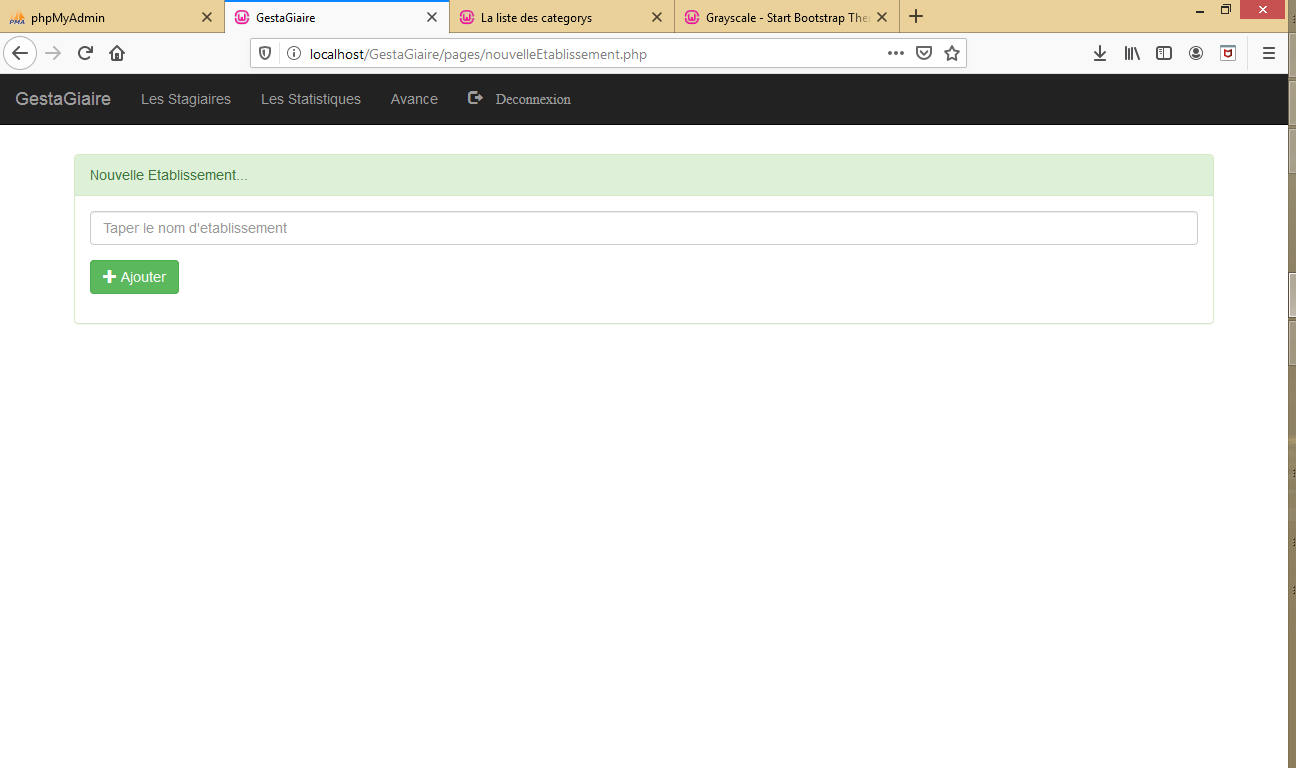 phpMyAdmin
GestaGiaire
La liste des categorys
Grayscale - Start Bootstrap The
localhost/GestaGiaire/pages/nouvelleEtablissement.php
GestaGiaire
Les Stagiaires
Les Statistiques
Avance
Deconnexion
Nouvelle Etablissement...
Taper le nom d'etablissement
Ajouter